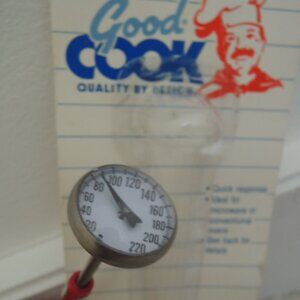 Good
COOK
QUALITY BY DESIGN
• Quick response
• Ideal for
microwave or
conventional
ovens
• See back for
details
20
40
60
80
100
120
140
160
180
200
220